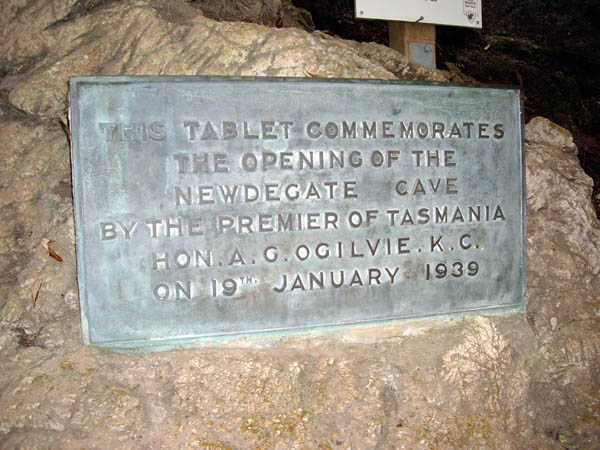 THIS TABLET COMMEMORATES
THE OPENING OF THE
NEWDEGATE CAVE
BY THE PREMIER OF TASMANIA
HON. A. G. OGILVIE. K. C.
ON 19TH. JANUARY 1939